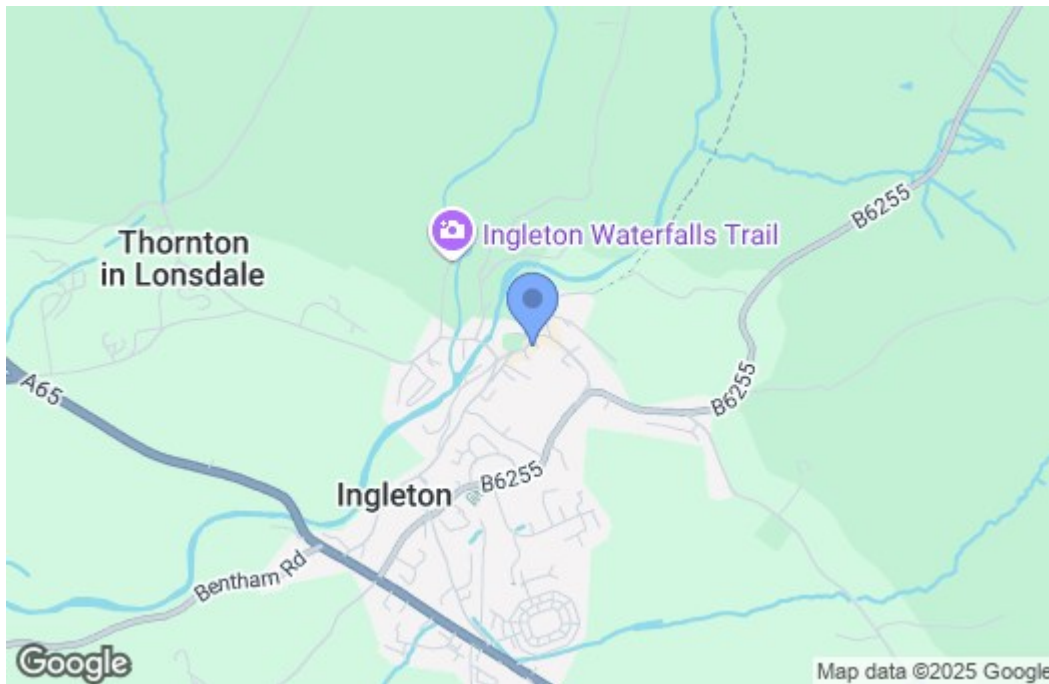 B6255
Ingleton Waterfalls Trail
Thornton
in Lonsdale
A65
B6255
B6255
Ingleton
Bentham Rd
Google
Map data ©2025 Google